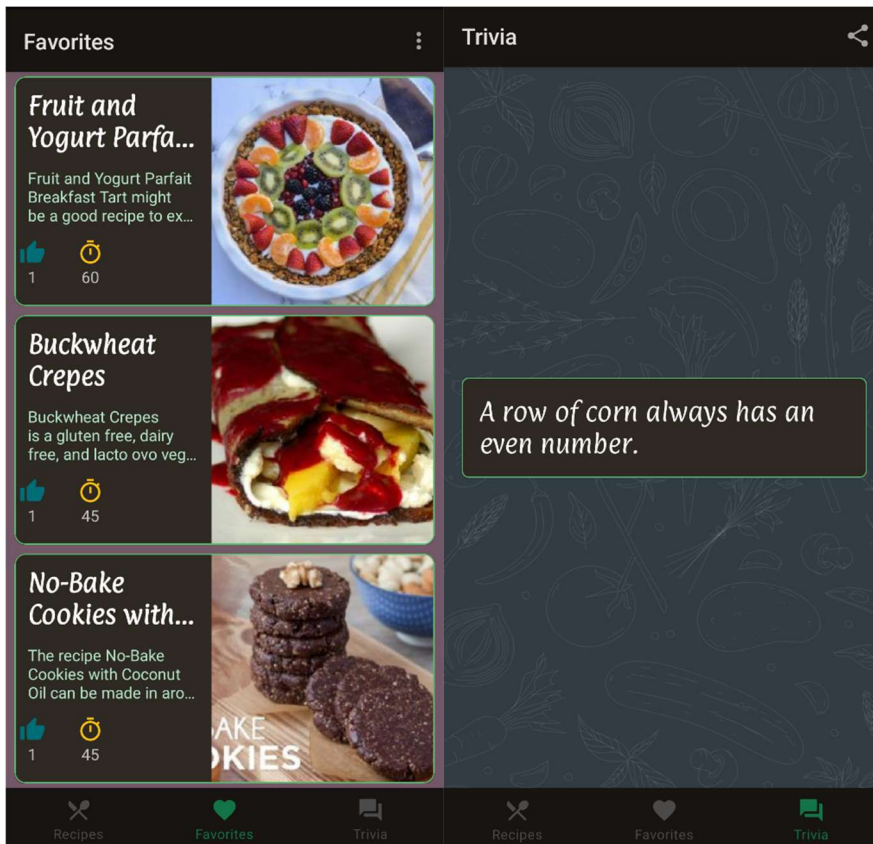 Favorites
Fruit and
Yogurt Parfa...
Fruit and Yogurt Parfait
Breakfast Tart might
be a good recipe to ex...
1
60
Buckwheat
Crepes
Buckwheat Crepes
is a gluten free, dairy
free, and lacto ovo veg...
1
45
No-Bake
Cookies with...
The recipe No-Bake
Cookies with Coconut
Oil can be made in aro...
1
45
AKE
KIES
Recipes
Favorites
Trivia
Trivia
A row of corn always has an
even number.
Recipes
Favorites
Trivia